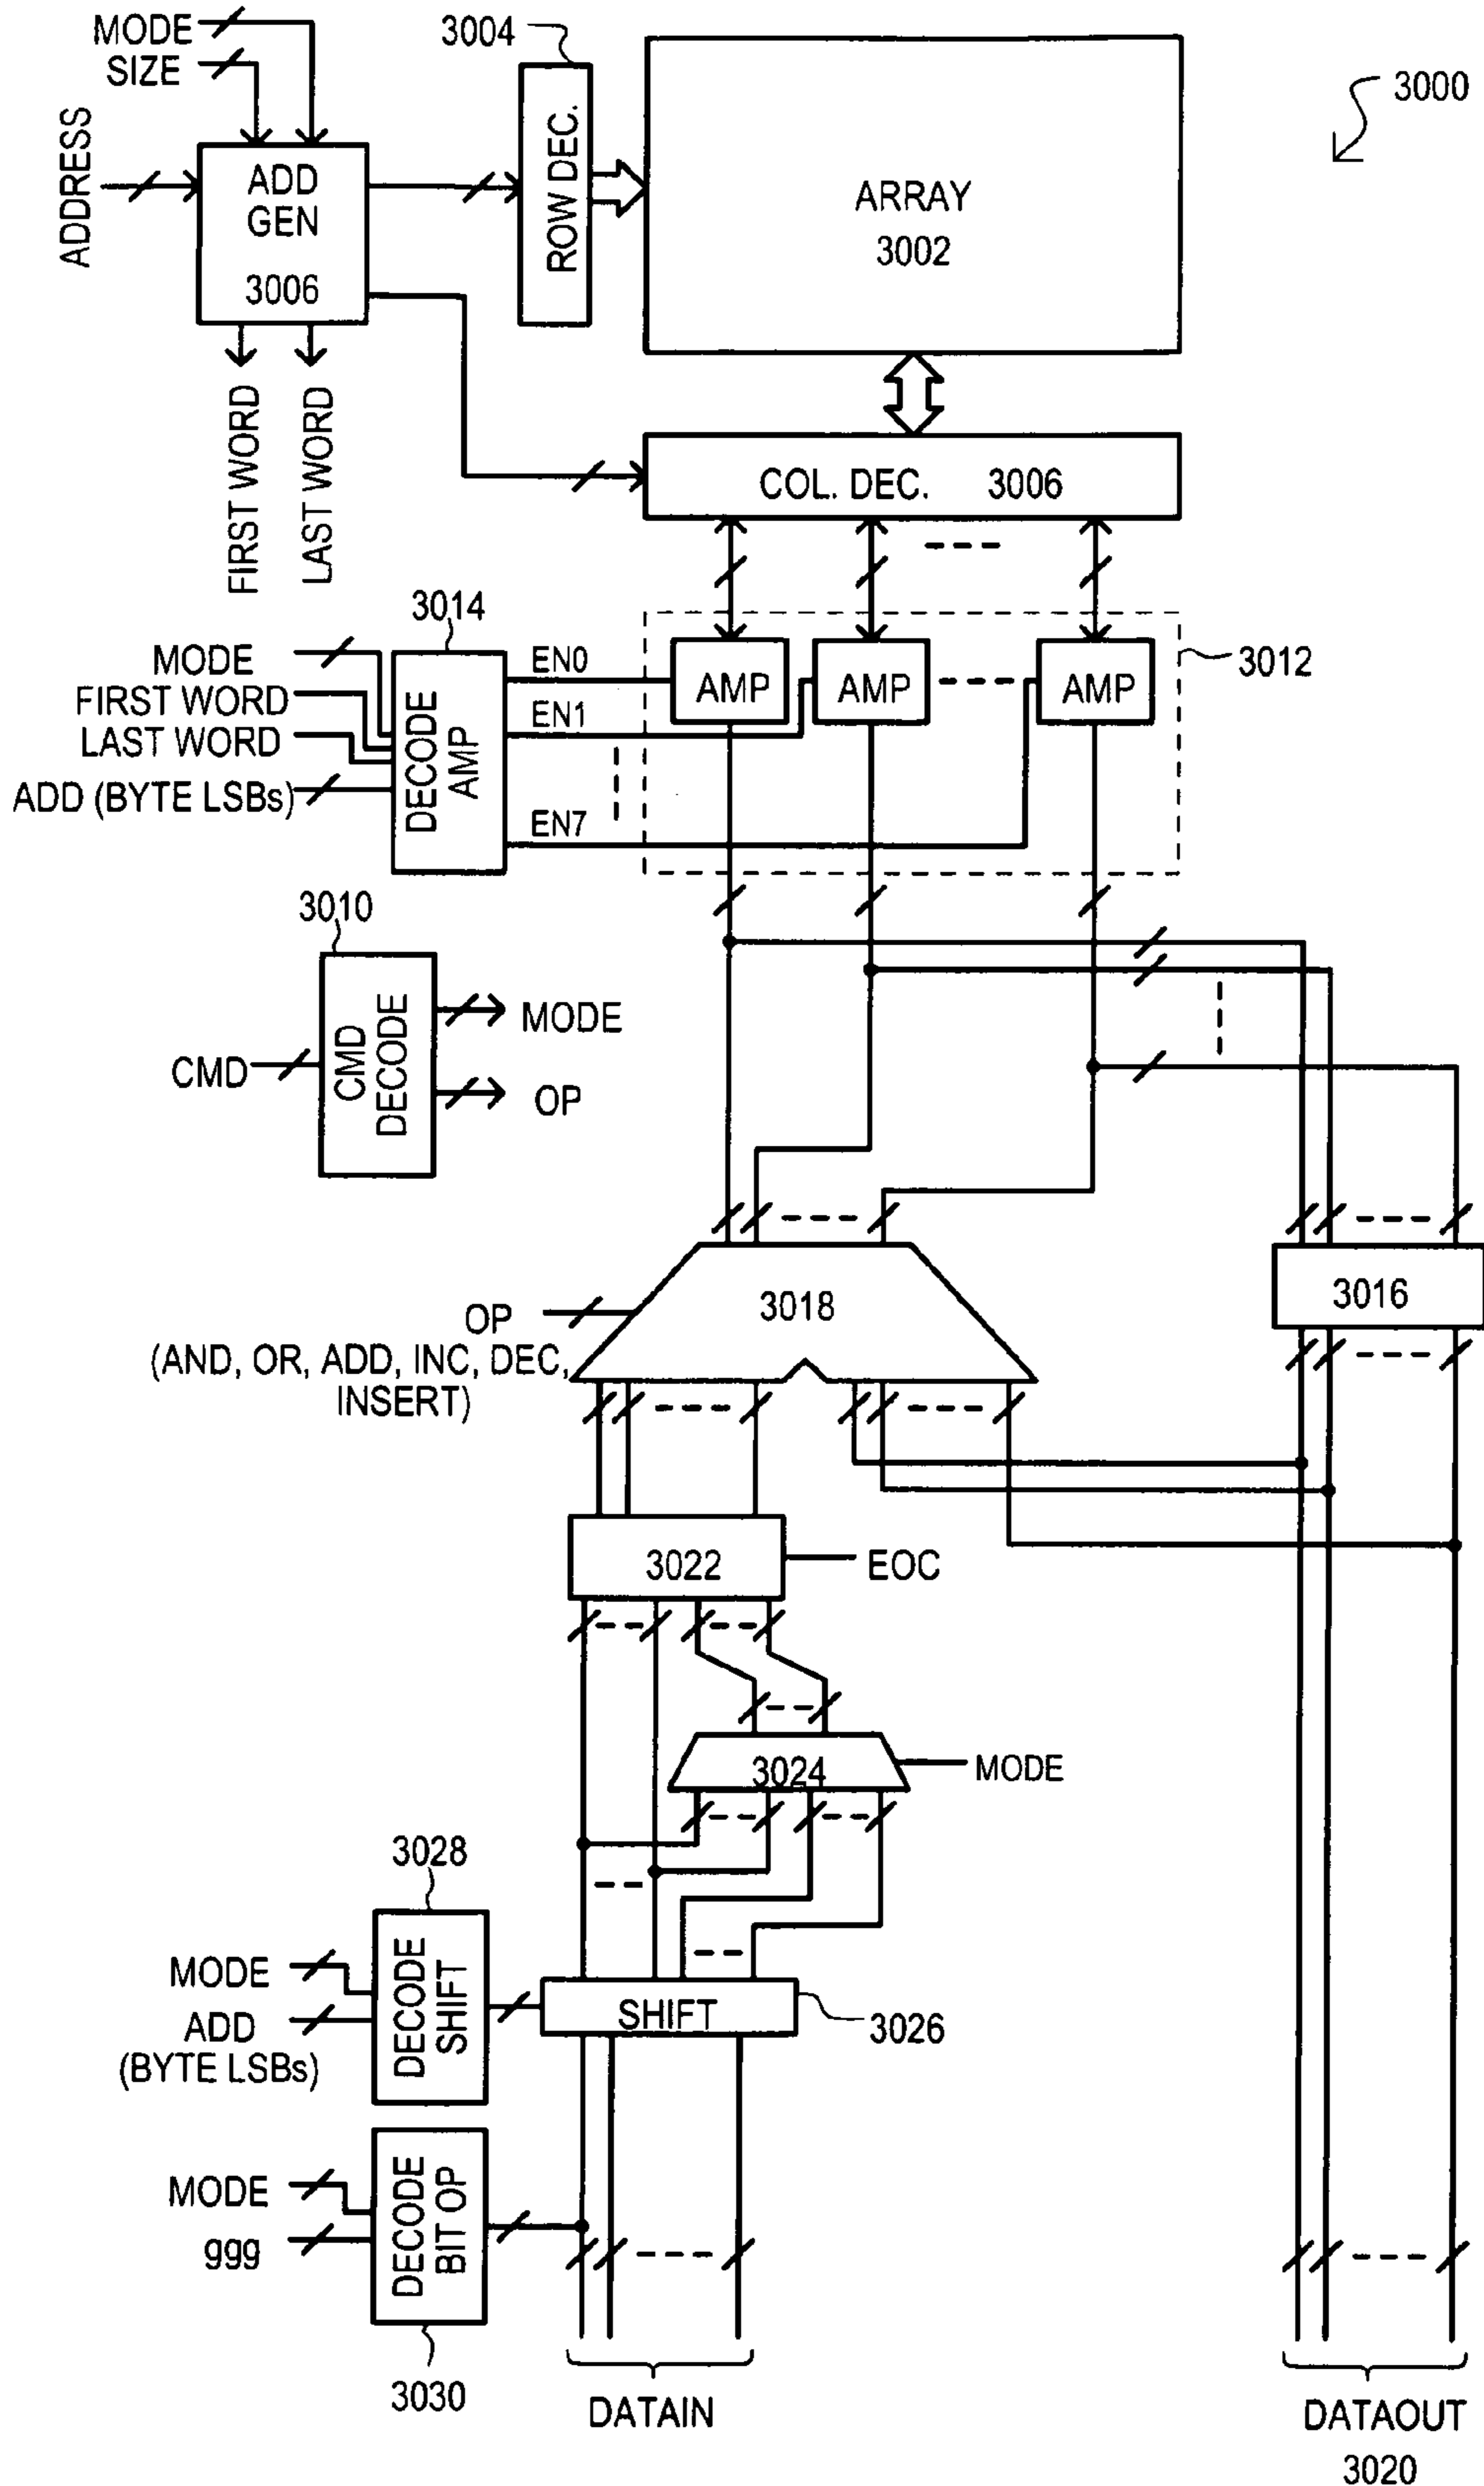 MODE
SIZE
ADDRESS
ADD
GEN
3006
FIRST WORD
LAST WORD
3004
ROW DEC.
ARRAY
3002
3000
COL. DEC. 3006
3014
MODE
FIRST WORD
LAST WORD
ADD (BYTE LSBs)
DECODE
AMP
EN0
EN1
EN7
AMP
AMP
AMP
3012
3010
CMD
CMD
DECODE
MODE
OP
3018
OP
(AND, OR, ADD, INC, DEC,
INSERT)
3016
3022
EOC
3024
MODE
3028
MODE
ADD
(BYTE LSBs)
DECODE
SHIFT
SHIFT
3026
MODE
ggg
DECODE
BIT OP
3030
DATAIN
DATAOUT
3020